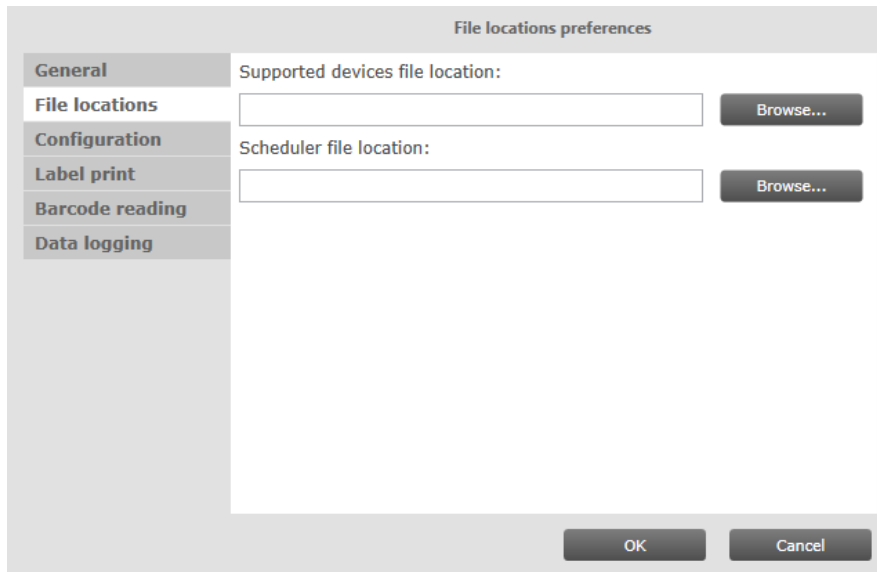 File locations preferences
General
File locations
Configuration
Label print
Barcode reading
Data logging
Supported devices file location:
Browse...
Scheduler file location:
Browse...
OK
Cancel